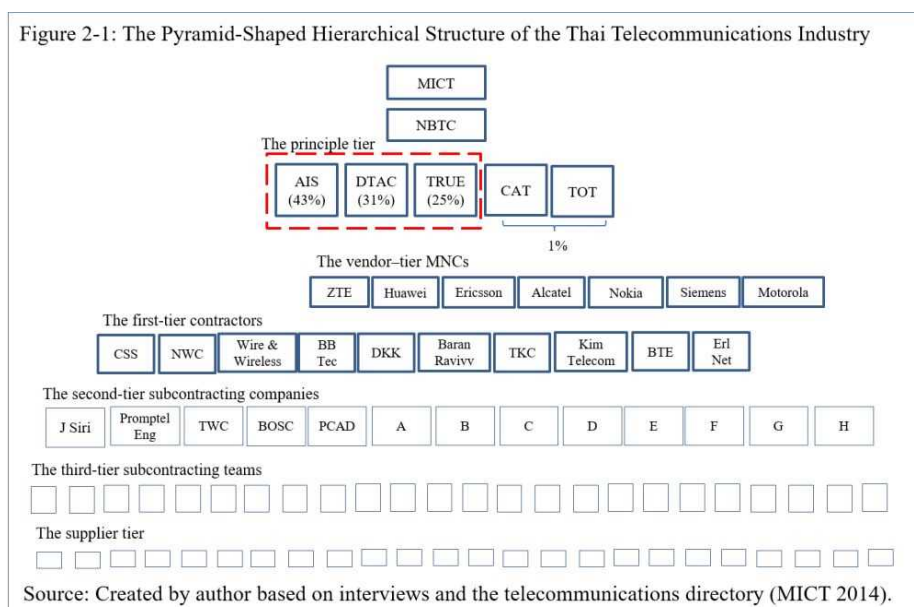 Figure 2-1: The Pyramid-Shaped Hierarchical Structure of the Thai Telecommunications Industry
MICT
NBTC
The principle tier
AIS
(43%)
DTAC
(31%)
TRUE
(25%)
CAT
TOT
1%
The vendor–tier MNCs
ZTE
Huawei
Ericsson
Alcatel
Nokia
Siemens
Motorola
The first-tier contractors
CSS
NWC
Wire &
Wireless
BB
Tec
DKK
Baran
Ravivv
TKC
Kim
Telecom
BTE
Erl
Net
The second-tier subcontracting companies
J Siri
Promptel
Eng
TWC
BOSC
PCAD
A
B
C
D
E
F
G
H
The third-tier subcontracting teams
The supplier tier
Source: Created by author based on interviews and the telecommunications directory (MICT 2014).